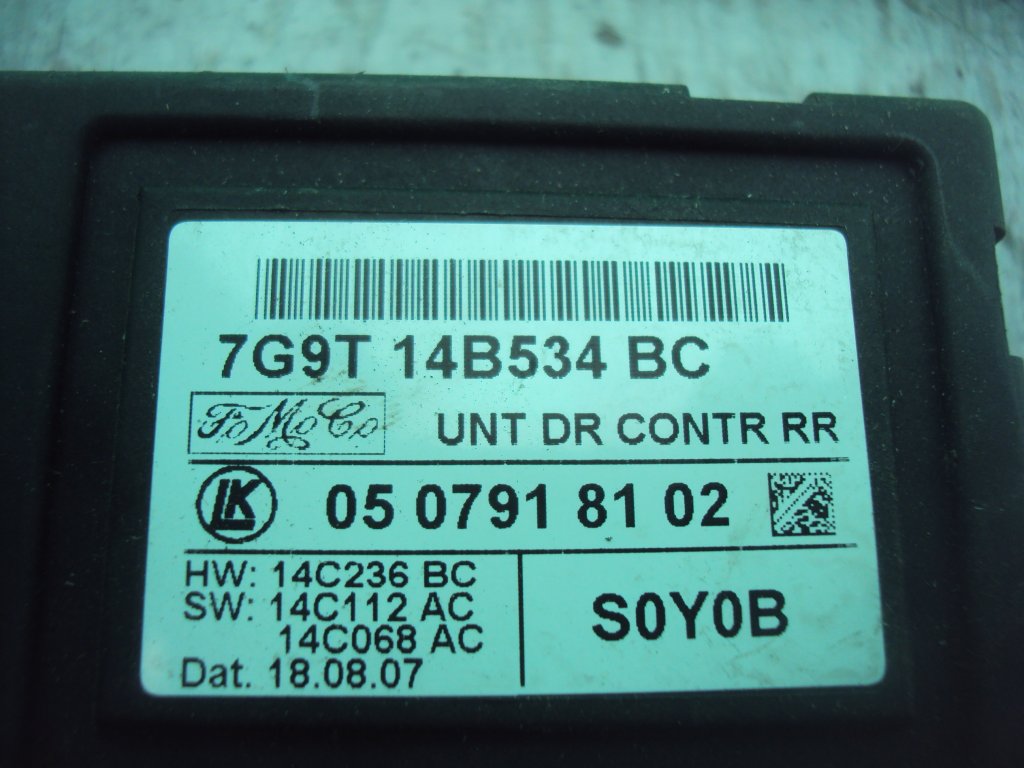 7G9T 14B534 BC
FoMoCo
UNT DR CONTR RR
LK
05 0791 81 02
HW: 14C236 BC
SW: 14C112 AC
14C068 AC
Dat. 18.08.07
S0Y0B